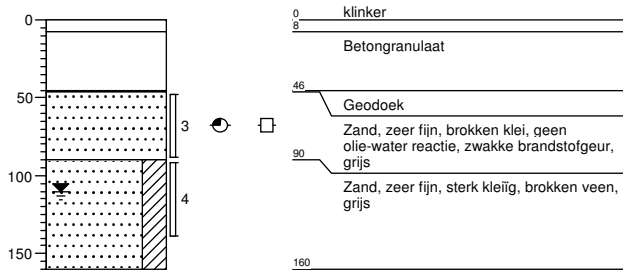 0
50
100
150
3
4
0
klinker
8
Betongranulaat
46
Geodoek
Zand, zeer fijn, brokken klei, geen
olie-water reactie, zwakke brandstofgeur,
grijs
90
Zand, zeer fijn, sterk kleiïg, brokken veen,
grijs
160